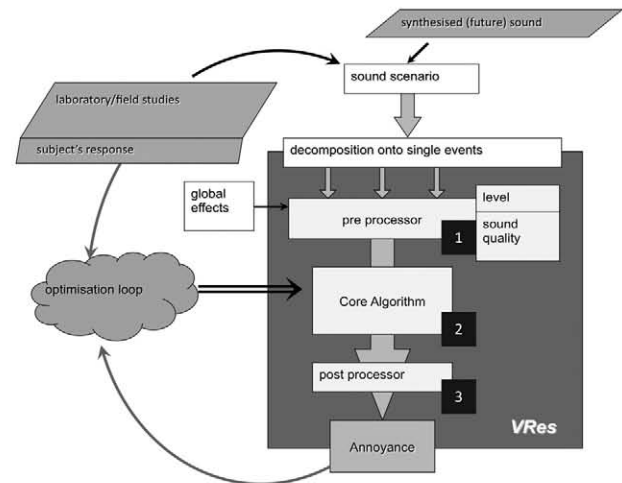 synthesised (future) sound
sound scenario
laboratory/field studies
subject's response
decomposition onto single events
global
effects
pre processor
level
sound
quality
1
optimisation loop
Core Algorithm
2
post processor
3
VRes
Annoyance